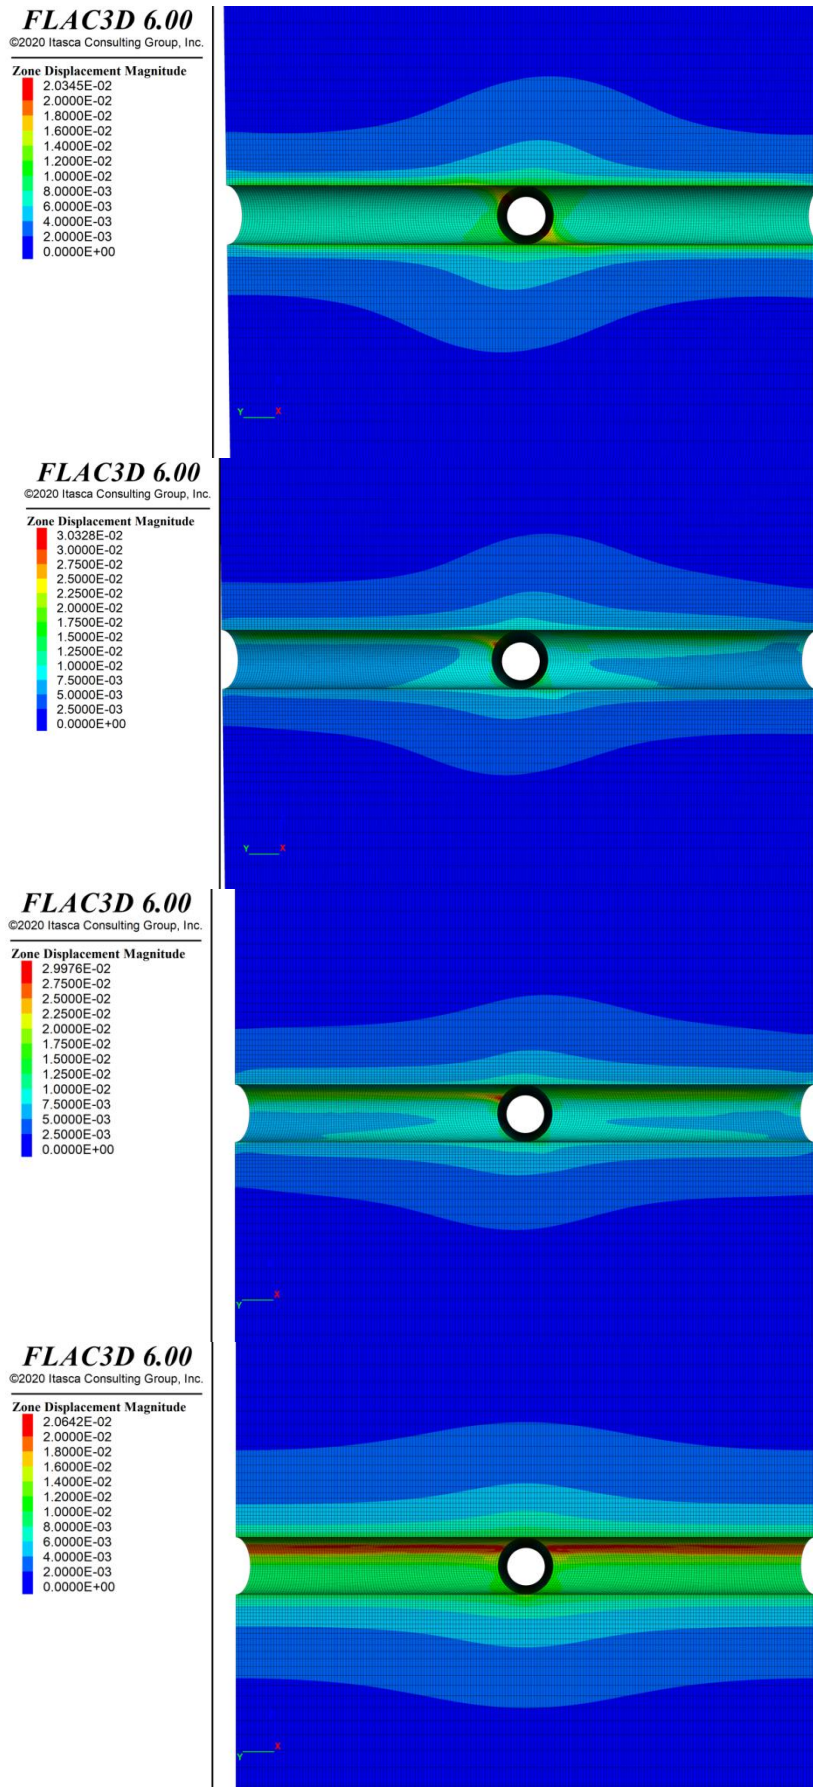 FLAC3D 6.00
©2020 Itasca Consulting Group, Inc.
Zone Displacement Magnitude
2.0345E-02
2.0000E-02
1.8000E-02
1.6000E-02
1.4000E-02
1.2000E-02
1.0000E-02
8.0000E-03
6.0000E-03
4.0000E-03
2.0000E-03
0.0000E+00
Y X
FLAC3D 6.00
©2020 Itasca Consulting Group, Inc.
Zone Displacement Magnitude
3.0328E-02
3.0000E-02
2.7500E-02
2.5000E-02
2.2500E-02
2.0000E-02
1.7500E-02
1.5000E-02
1.2500E-02
1.0000E-02
7.5000E-03
5.0000E-03
2.5000E-03
0.0000E+00
Y X
FLAC3D 6.00
©2020 Itasca Consulting Group, Inc.
Zone Displacement Magnitude
2.9976E-02
2.7500E-02
2.5000E-02
2.2500E-02
2.0000E-02
1.7500E-02
1.5000E-02
1.2500E-02
1.0000E-02
7.5000E-03
5.0000E-03
2.5000E-03
0.0000E+00
Y X
FLAC3D 6.00
©2020 Itasca Consulting Group, Inc.
Zone Displacement Magnitude
2.0642E-02
2.0000E-02
1.8000E-02
1.6000E-02
1.4000E-02
1.2000E-02
1.0000E-02
8.0000E-03
6.0000E-03
4.0000E-03
2.0000E-03
0.0000E+00
Y X